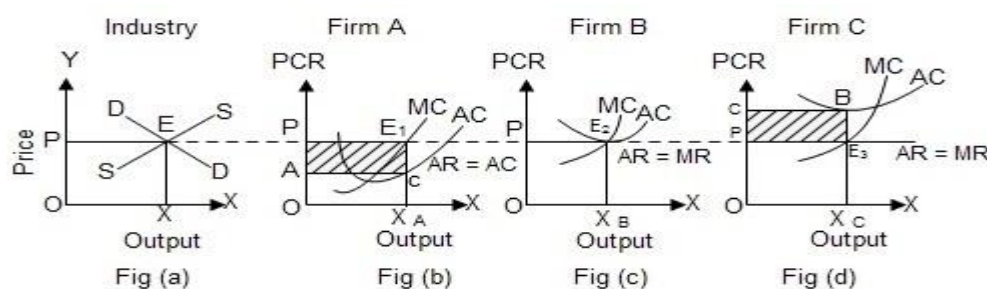 Industry Firm A Firm B Firm C
Y PCR PCR PCR
MC AC
D E S P E₁ MC AC P E₂ MC AC C B
P P
Price S D A C AR = AC AR = MR E₃ AR = MR
O X X O X A X O X B X O X C X
Output Output Output Output
Fig (a) Fig (b) Fig (c) Fig (d)